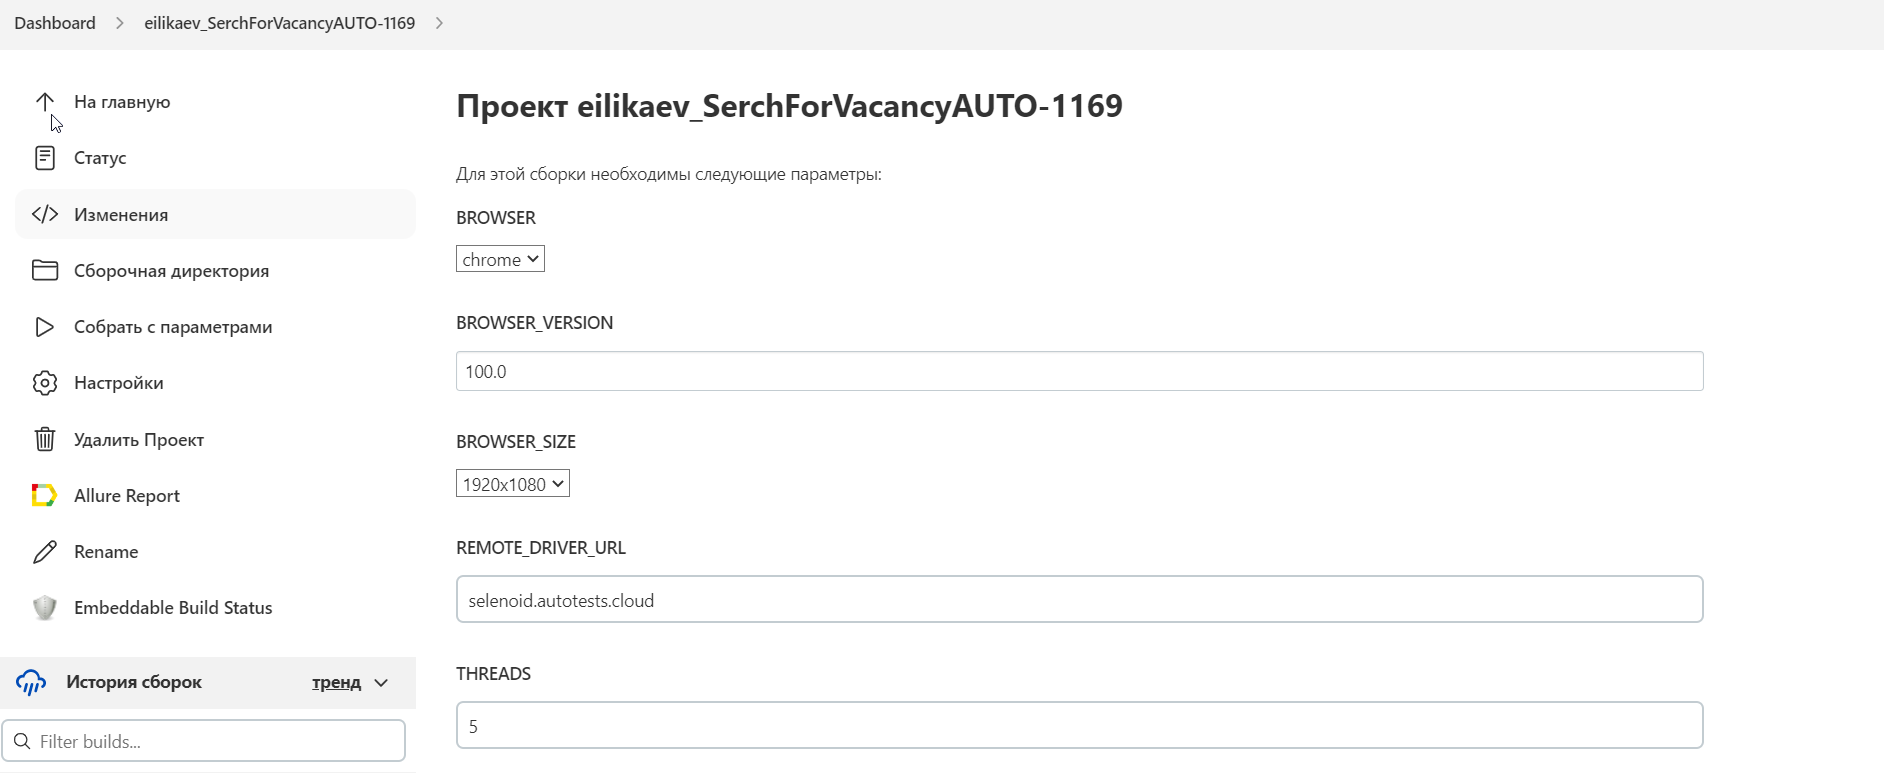 Dashboard
eilikaev_SerchForVacancyAUTO-1169
На главную
Статус
Изменения
Сборочная директория
Собрать с параметрами
Настройки
Удалить Проект
Allure Report
Rename
Embeddable Build Status
История сборок
тренд
Filter builds...
Проект eilikaev_SerchForVacancyAUTO-1169
Для этой сборки необходимы следующие параметры:
BROWSER
chrome
BROWSER_VERSION
100.0
BROWSER_SIZE
1920x1080
REMOTE_DRIVER_URL
selenoid.autotests.cloud
THREADS
5